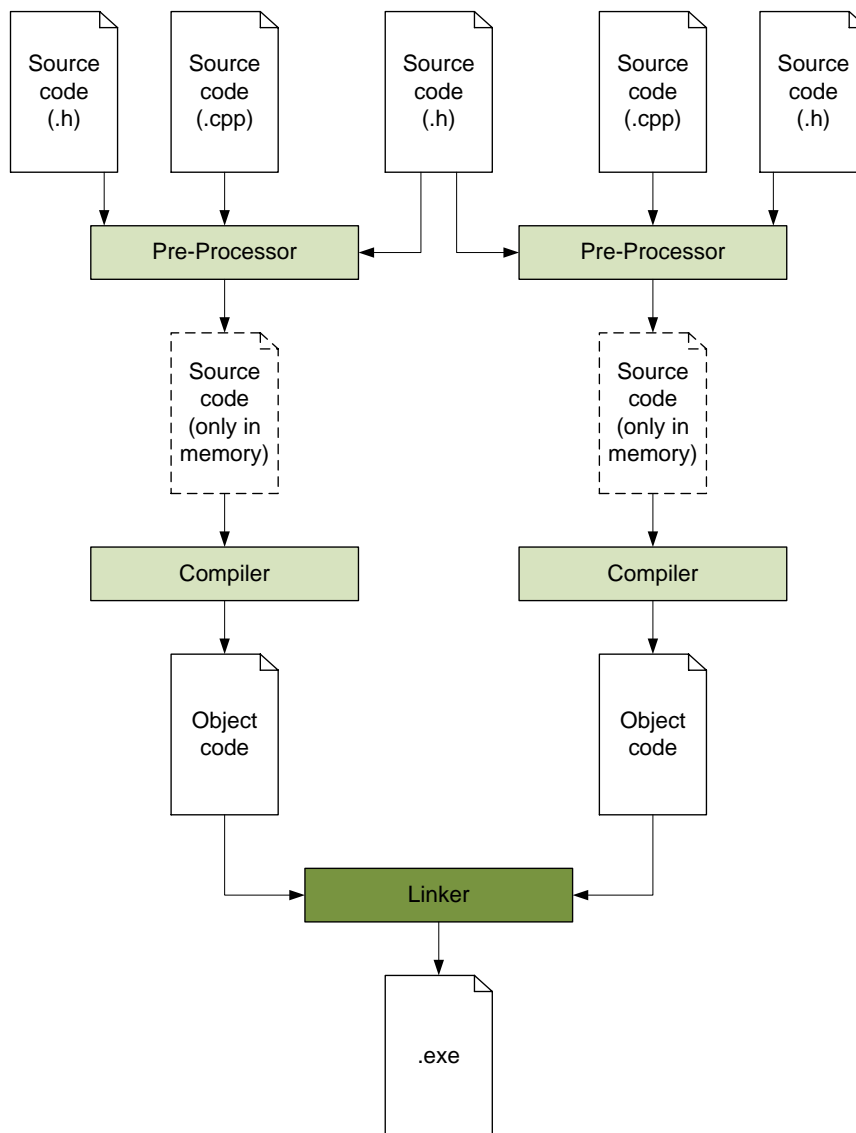 Source
code
(.h)
Source
code
(.cpp)
Source
code
(.h)
Source
code
(.cpp)
Source
code
(.h)
Pre-Processor
Pre-Processor
Source
code
(only in
memory)
Source
code
(only in
memory)
Compiler
Compiler
Object
code
Object
code
Linker
.exe